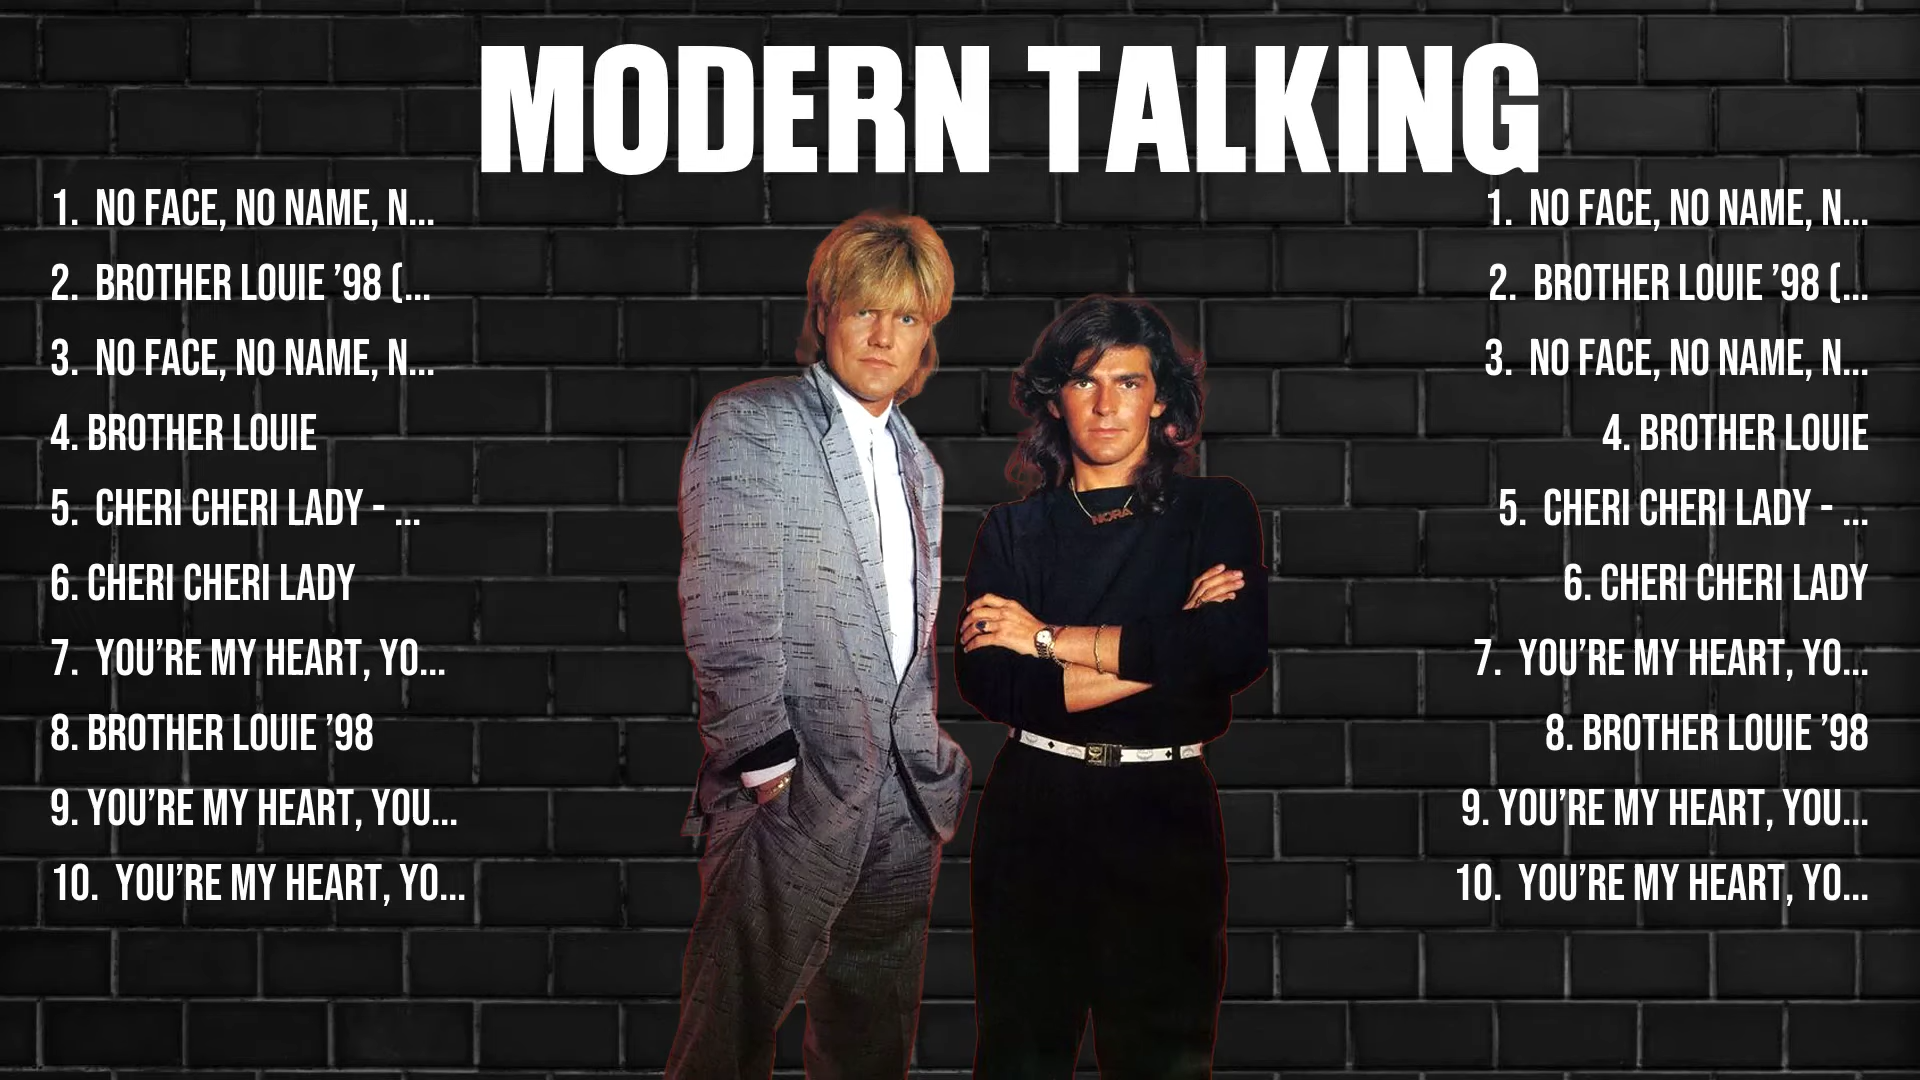 MODERN TALKING
1. NO FACE, NO NAME, N...
2. BROTHER LOUIE ’98 (...
3. NO FACE, NO NAME, N...
4. BROTHER LOUIE
5. CHERI CHERI LADY - ...
6. CHERI CHERI LADY
7. YOU’RE MY HEART, YO...
8. BROTHER LOUIE ’98
9. YOU’RE MY HEART, YOU...
10. YOU’RE MY HEART, YO...
1. NO FACE, NO NAME, N...
2. BROTHER LOUIE ’98 (...
3. NO FACE, NO NAME, N...
4. BROTHER LOUIE
5. CHERI CHERI LADY - ...
6. CHERI CHERI LADY
7. YOU’RE MY HEART, YO...
8. BROTHER LOUIE ’98
9. YOU’RE MY HEART, YOU...
10. YOU’RE MY HEART, YO...
NORA